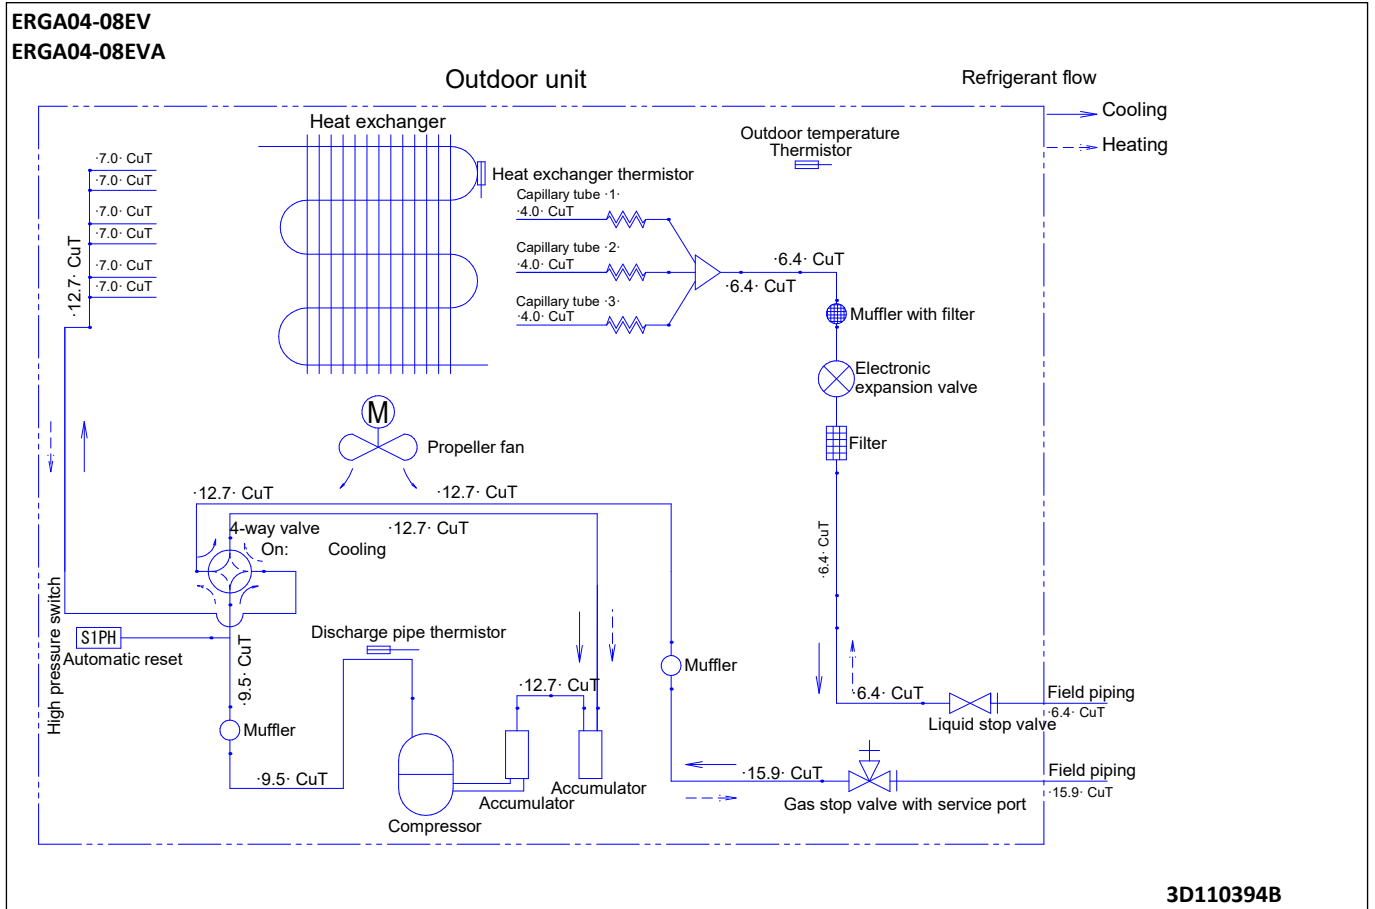 ERGA04-08EV
ERGA04-08EVA
Outdoor unit
Refrigerant flow
Cooling
Heating
Heat exchanger
Outdoor temperature
Thermistor
Heat exchanger thermistor
·7.0· CuT
·7.0· CuT
·7.0· CuT
·7.0· CuT
·7.0· CuT
·7.0· CuT
·12.7· CuT
Capillary tube ·1·
·4.0· CuT
Capillary tube ·2·
·4.0· CuT
Capillary tube ·3·
·4.0· CuT
·6.4· CuT
·6.4· CuT
Muffler with filter
Electronic
expansion valve
Filter
M
Propeller fan
·12.7· CuT
·12.7· CuT
·12.7· CuT
4-way valve
On: Cooling
·6.4· CuT
High pressure switch
S1PH
Automatic reset
·9.5· CuT
Discharge pipe thermistor
Muffler
Muffler
·12.7· CuT
·9.5· CuT
Accumulator
Accumulator
Compressor
·6.4· CuT
Liquid stop valve
Field piping
·6.4· CuT
·15.9· CuT
Gas stop valve with service port
Field piping
·15.9· CuT
3D110394B